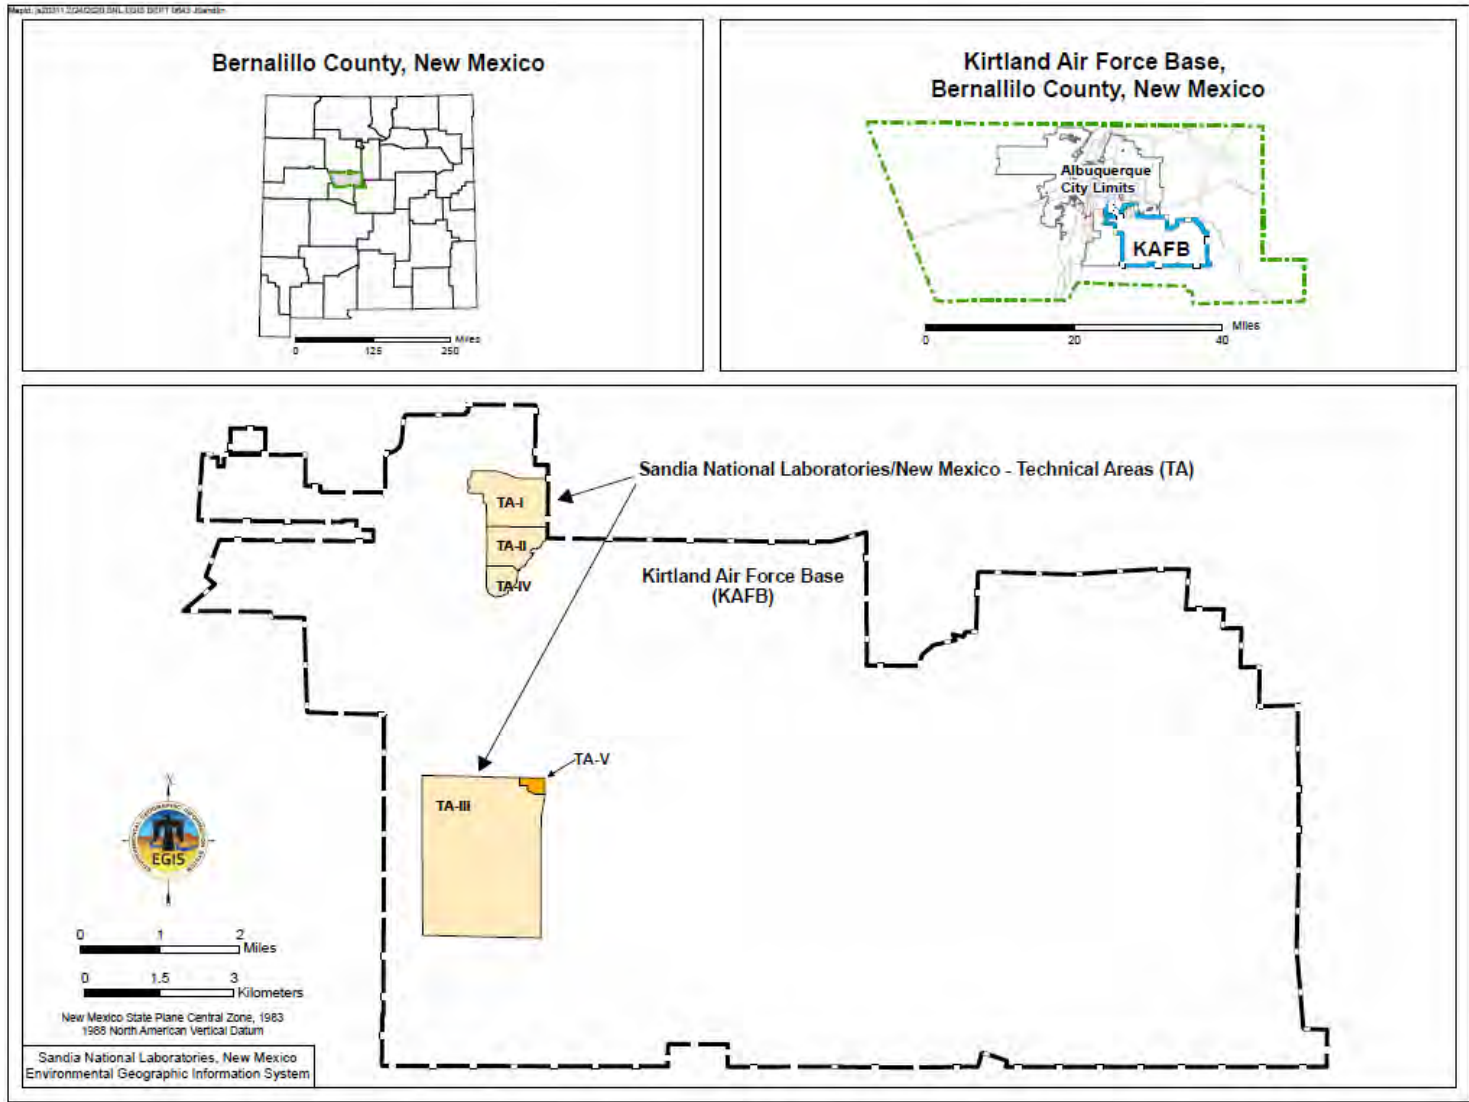 Bernalillo County, New Mexico
Miles
0 125 250
Kirtland Air Force Base,
Bernallilo County, New Mexico
Albuquerque
City Limits
KAFB
Miles
0 20 40
Sandia National Laboratories/New Mexico - Technical Areas (TA)
TA-I
TA-II
TA-IV
Kirtland Air Force Base
(KAFB)
TA-V
TA-III
EGIS
0 1 2
Miles
0 1.5 3
Kilometers
New Mexico State Plane Central Zone, 1983
1988 North American Vertical Datum
Sandia National Laboratories, New Mexico
Environmental Geographic Information System